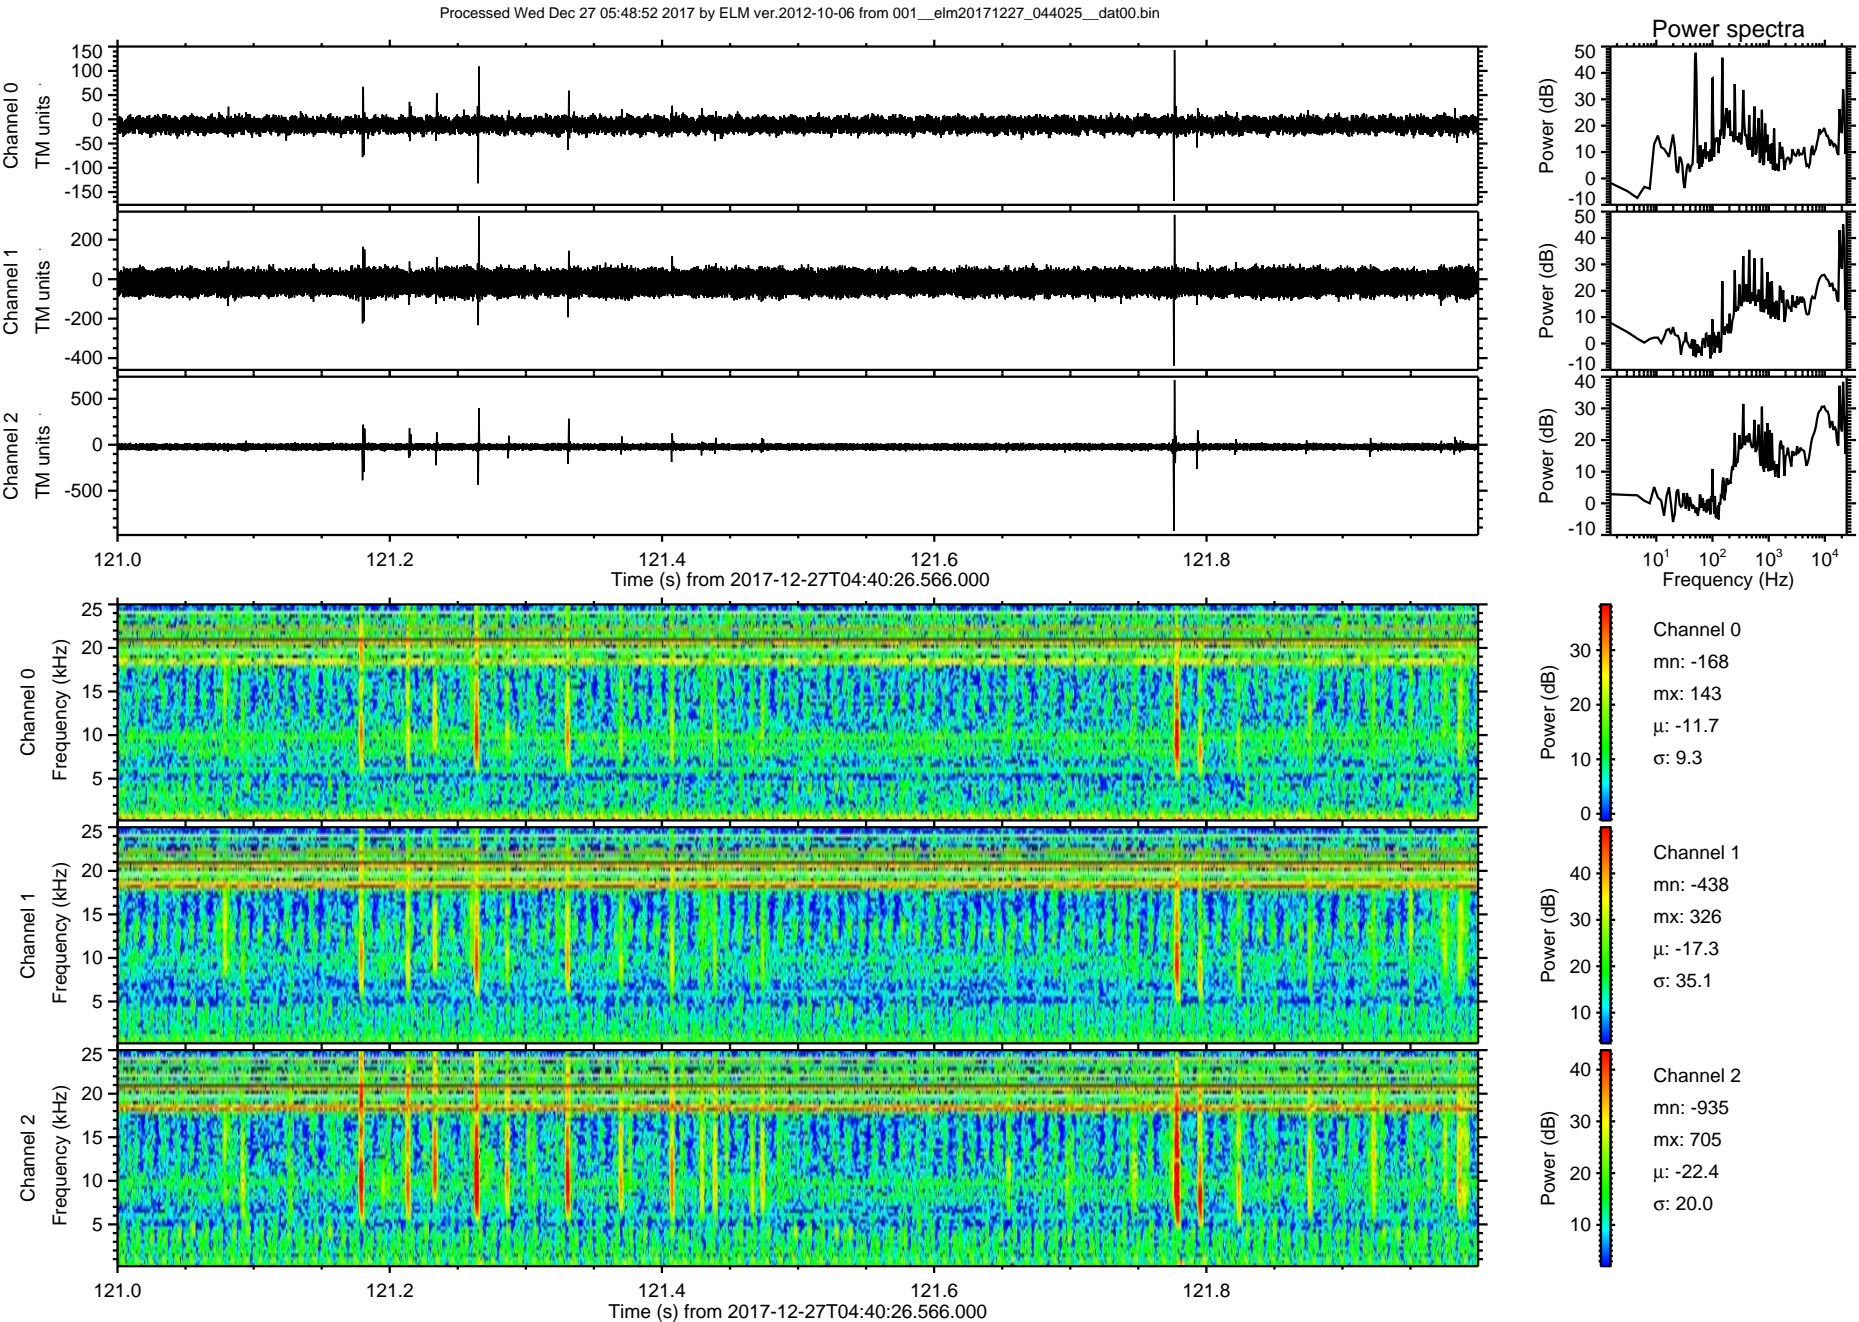 Processed Wed Dec 27 05:48:52 2017 by ELM ver.2012-10-06 from 001__elm20171227_044025__dat00.bin
Power spectra
Channel 0
TM units
150
100
50
0
-50
-100
-150
Power (dB)
50
40
30
20
10
0
-10
Channel 1
TM units
200
0
-200
-400
Power (dB)
50
40
30
20
10
0
-10
Channel 2
TM units
500
0
-500
Power (dB)
40
30
20
10
0
-10
121.0 121.2 121.4 121.6 121.8
Time (s) from 2017-12-27T04:40:26.566.000
10^1 10^2 10^3 10^4
Frequency (Hz)
Channel 0
Frequency (kHz)
25
20
15
10
5
Power (dB)
30
20
10
0
Channel 0
mn: -168
mx: 143
μ: -11.7
σ: 9.3
Channel 1
Frequency (kHz)
25
20
15
10
5
Power (dB)
40
30
20
10
Channel 1
mn: -438
mx: 326
μ: -17.3
σ: 35.1
Channel 2
Frequency (kHz)
25
20
15
10
5
Power (dB)
40
30
20
10
Channel 2
mn: -935
mx: 705
μ: -22.4
σ: 20.0
121.0 121.2 121.4 121.6 121.8
Time (s) from 2017-12-27T04:40:26.566.000